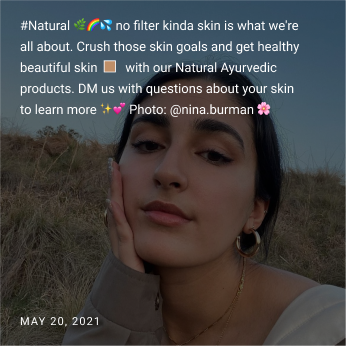 #Natural 🌿🌈💦 no filter kinda skin is what we're
all about. Crush those skin goals and get healthy
beautiful skin 🏽 with our Natural Ayurvedic
products. DM us with questions about your skin
to learn more ✨💞 Photo: @nina.burman 🌸
MAY 20, 2021